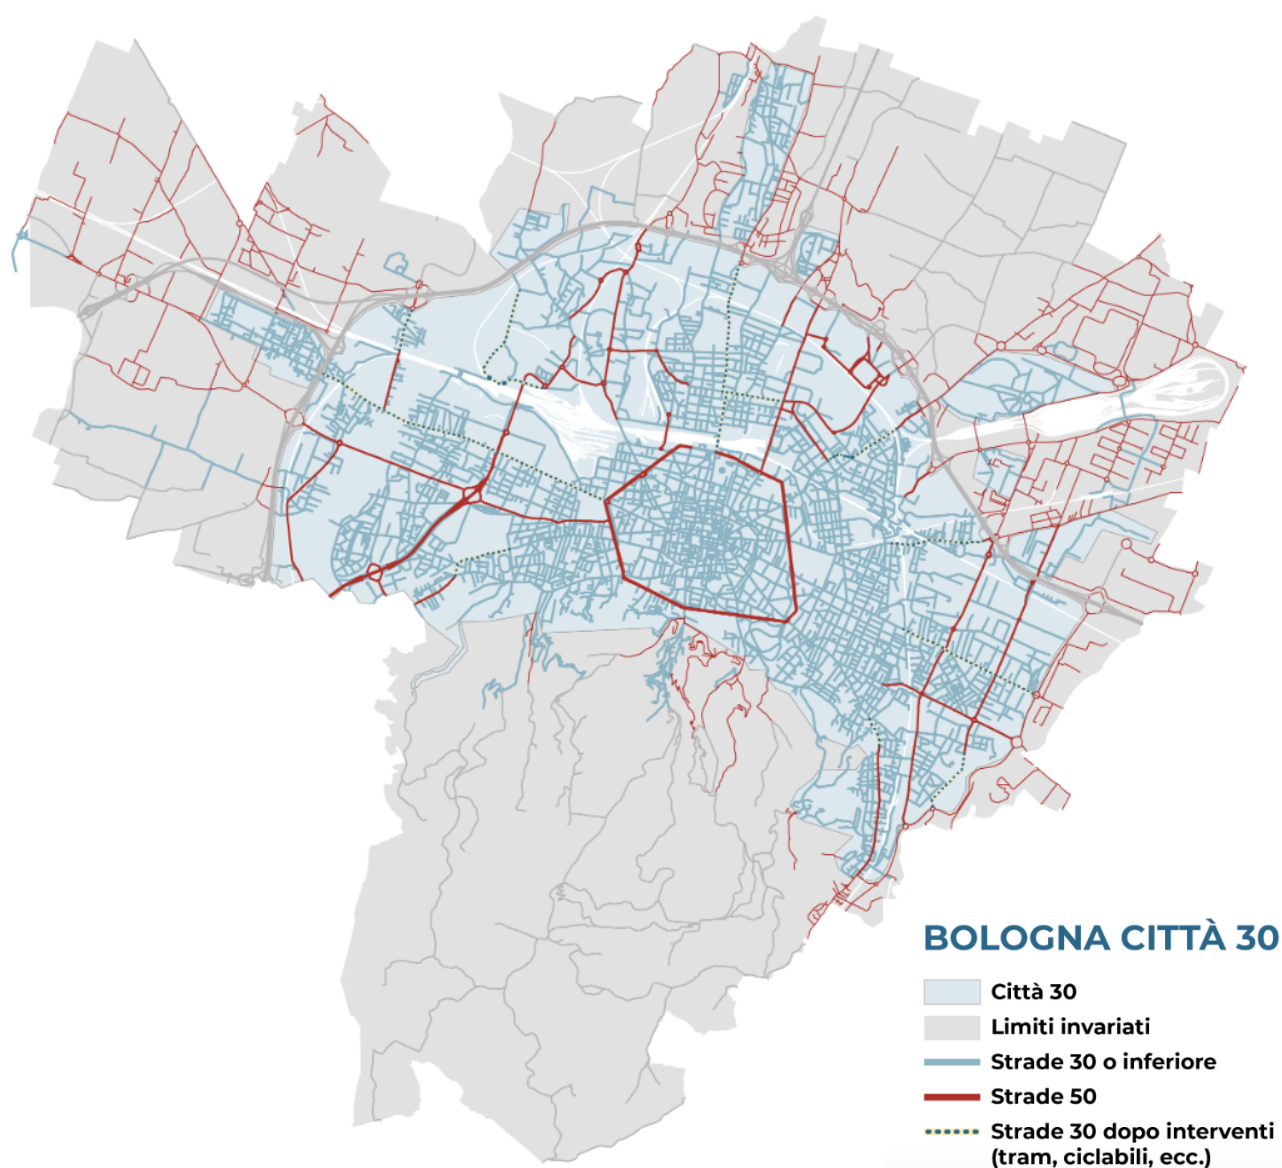 BOLOGNA CITTÀ 30
Città 30
Limiti invariati
Strade 30 o inferiore
Strade 50
Strade 30 dopo interventi
(tram, ciclabili, ecc.)